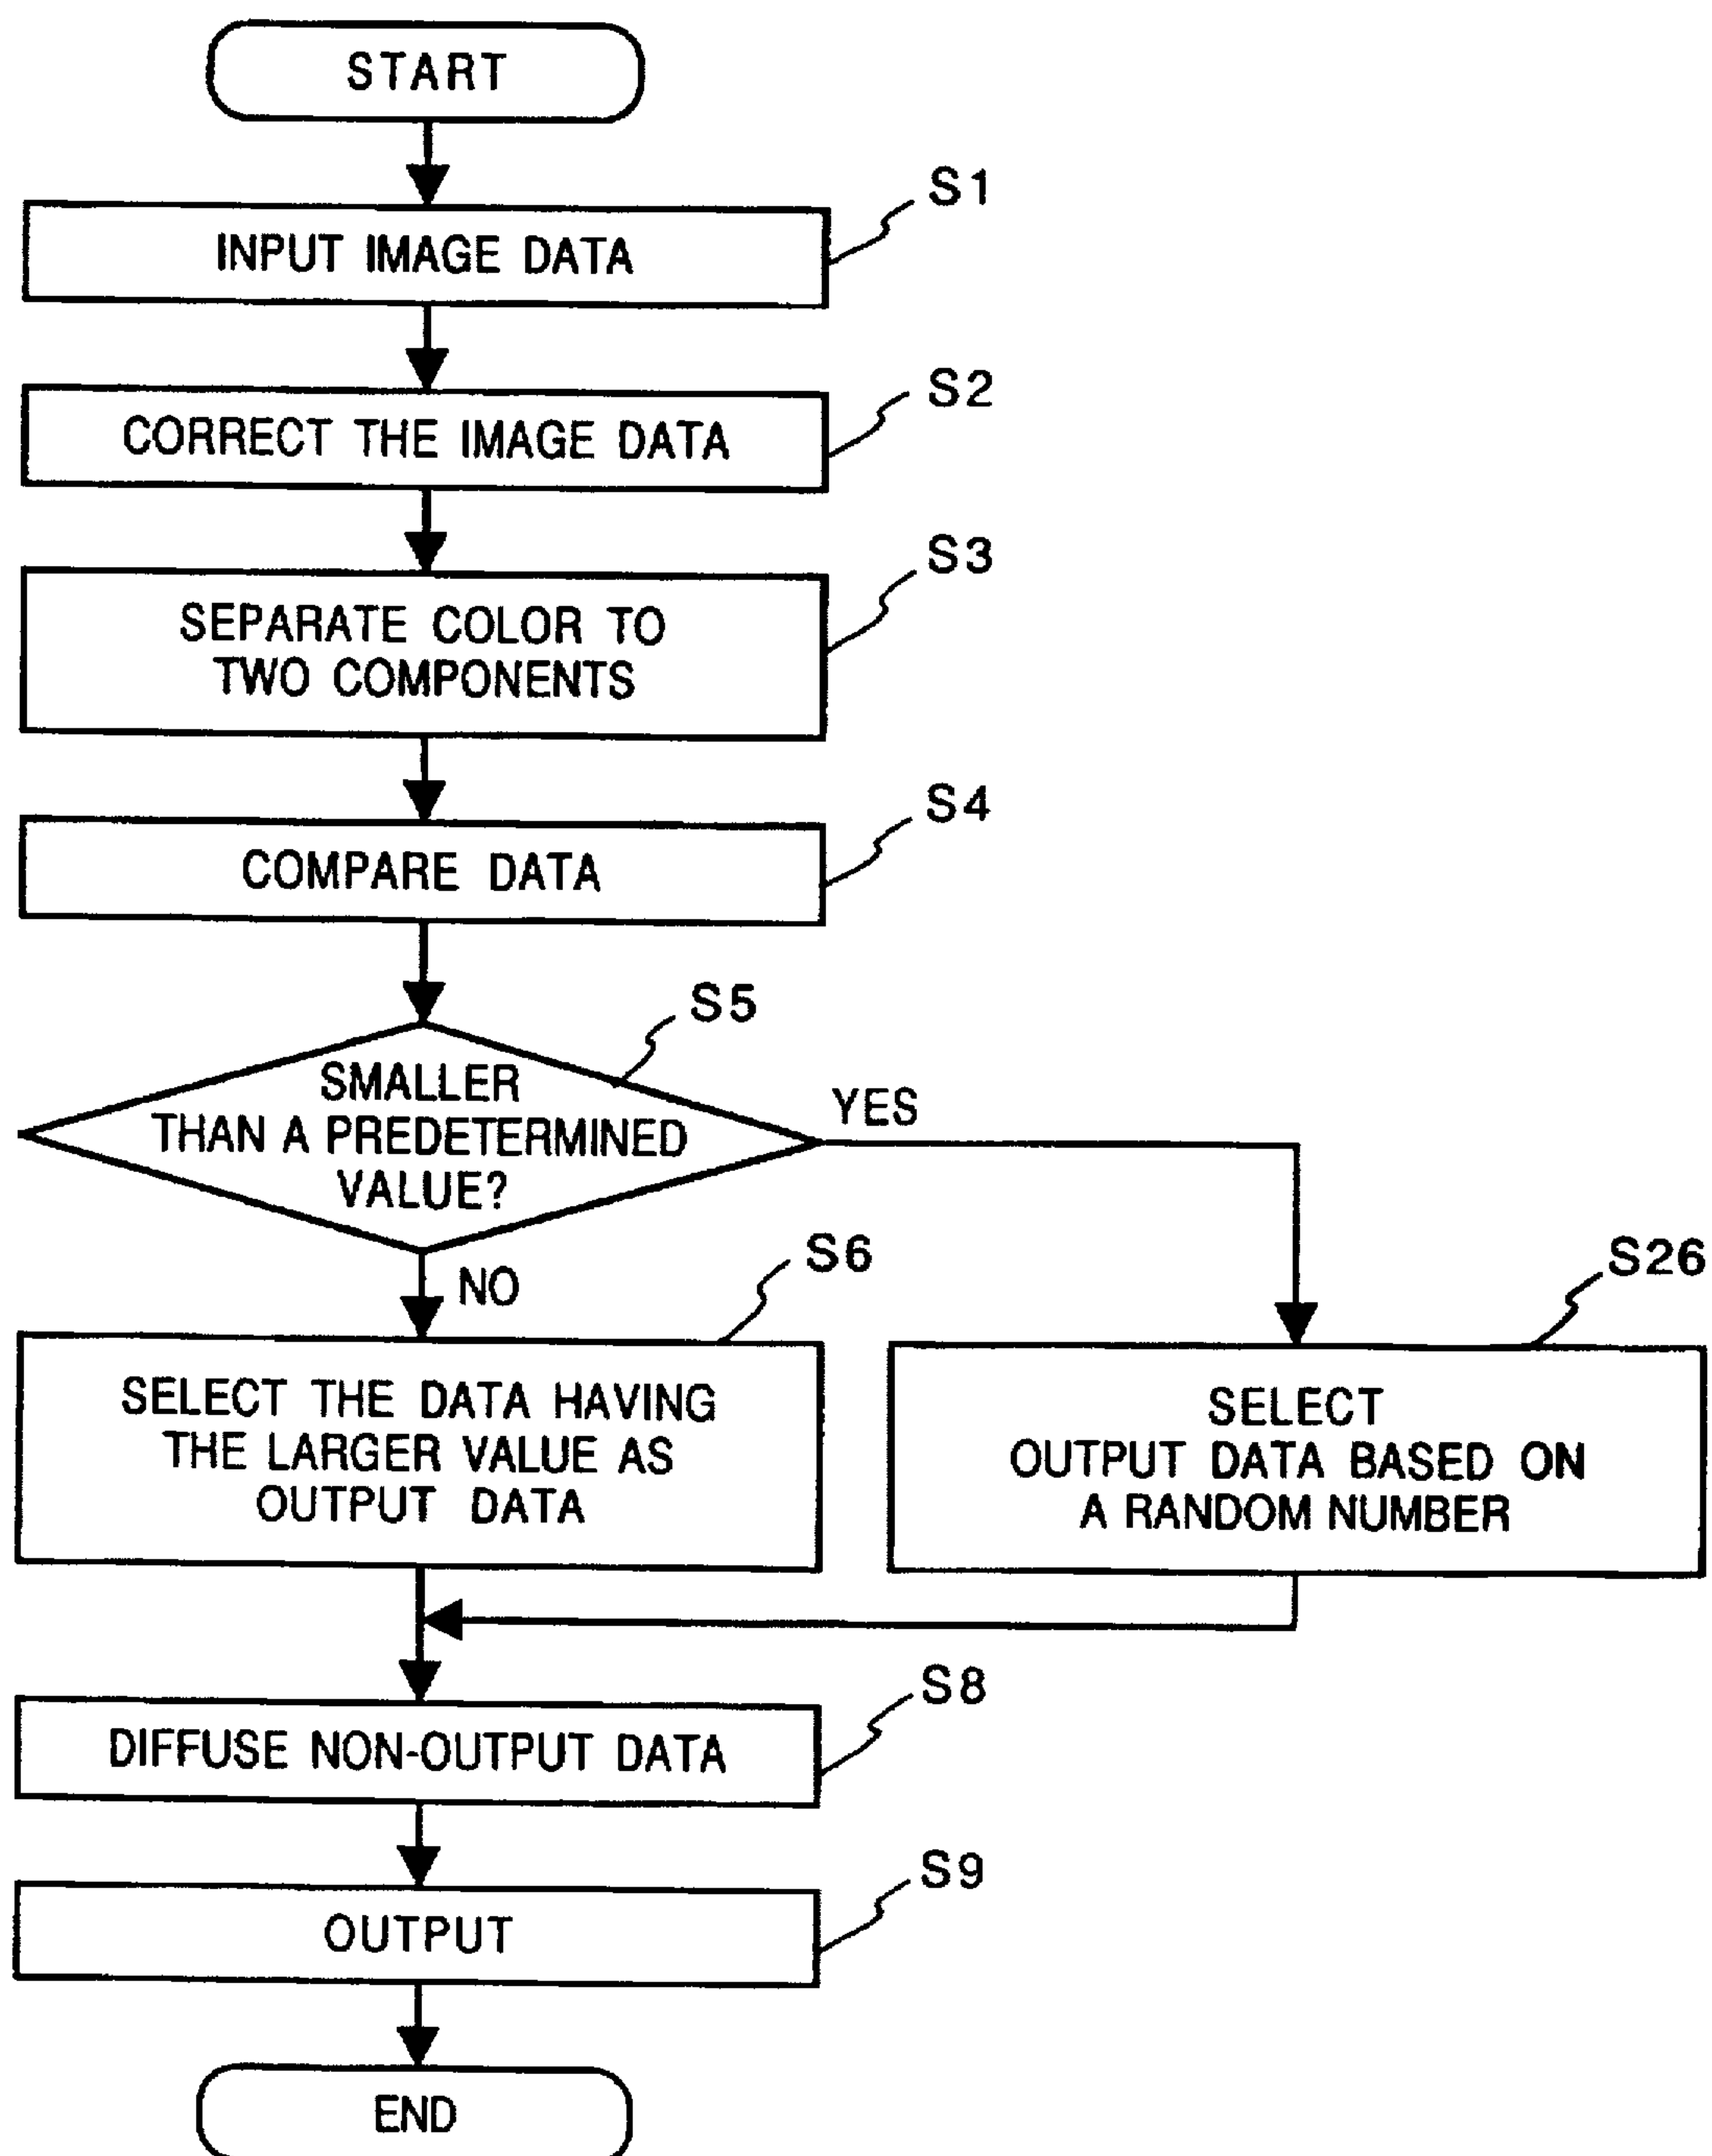 START
S1
INPUT IMAGE DATA
S2
CORRECT THE IMAGE DATA
S3
SEPARATE COLOR TO
TWO COMPONENTS
S4
COMPARE DATA
S5
SMALLER
THAN A PREDETERMINED
VALUE?
YES
NO
S6
SELECT THE DATA HAVING
THE LARGER VALUE AS
OUTPUT DATA
S26
SELECT
OUTPUT DATA BASED ON
A RANDOM NUMBER
S8
DIFFUSE NON-OUTPUT DATA
S9
OUTPUT
END